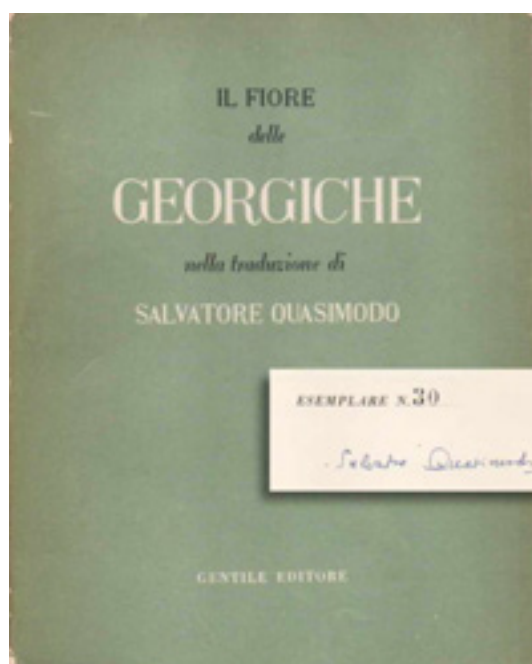 IL FIORE
delle
GEORGICHE
nella traduzione di
SALVATORE QUASIMODO
ESEMPLARE N. 30
Salvatore Quasimodo
GENTILE EDITORE